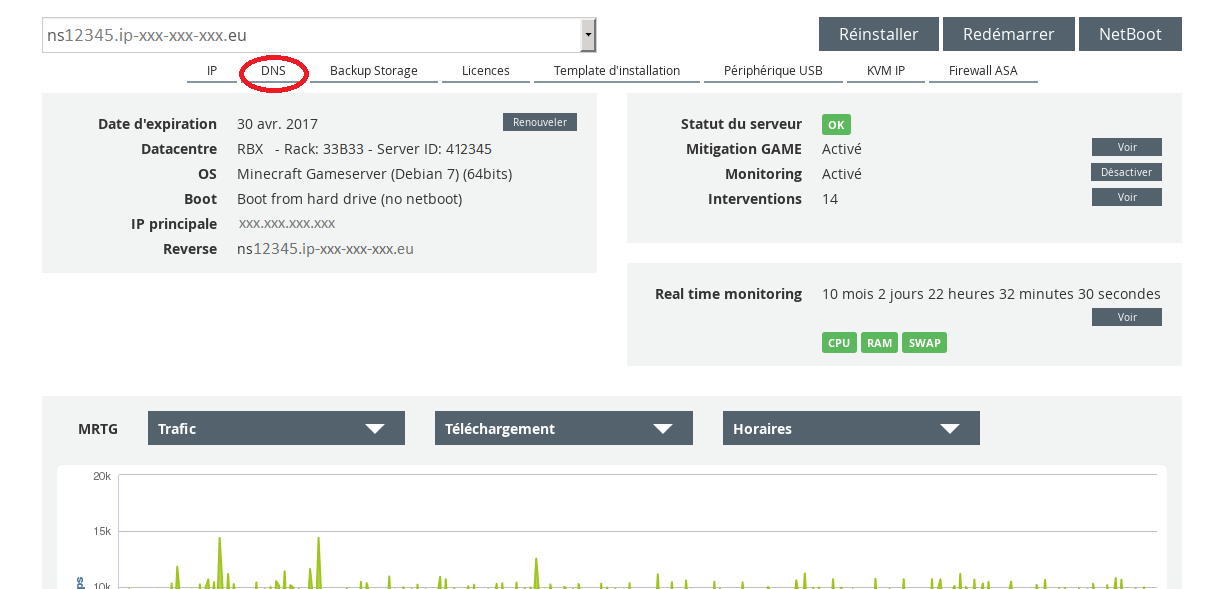 ns12345.ip-xxx-xxx-xxx.eu
Réinstaller Redémarrer NetBoot
IP DNS Backup Storage Licences Template d'installation Périphérique USB KVM IP Firewall ASA
Date d'expiration 30 avr. 2017 Renouveler
Datacentre RBX - Rack: 33B33 - Server ID: 412345
OS Minecraft Gameserver (Debian 7) (64bits)
Boot Boot from hard drive (no netboot)
IP principale xxx.xxx.xxx.xxx
Reverse ns12345.ip-xxx-xxx-xxx.eu
Statut du serveur OK
Mitigation GAME Activé Voir
Monitoring Activé Désactiver
Interventions 14 Voir
Real time monitoring 10 mois 2 jours 22 heures 32 minutes 30 secondes
Voir
CPU RAM SWAP
MRTG Trafic Téléchargement Horaires
20k
15k
10k